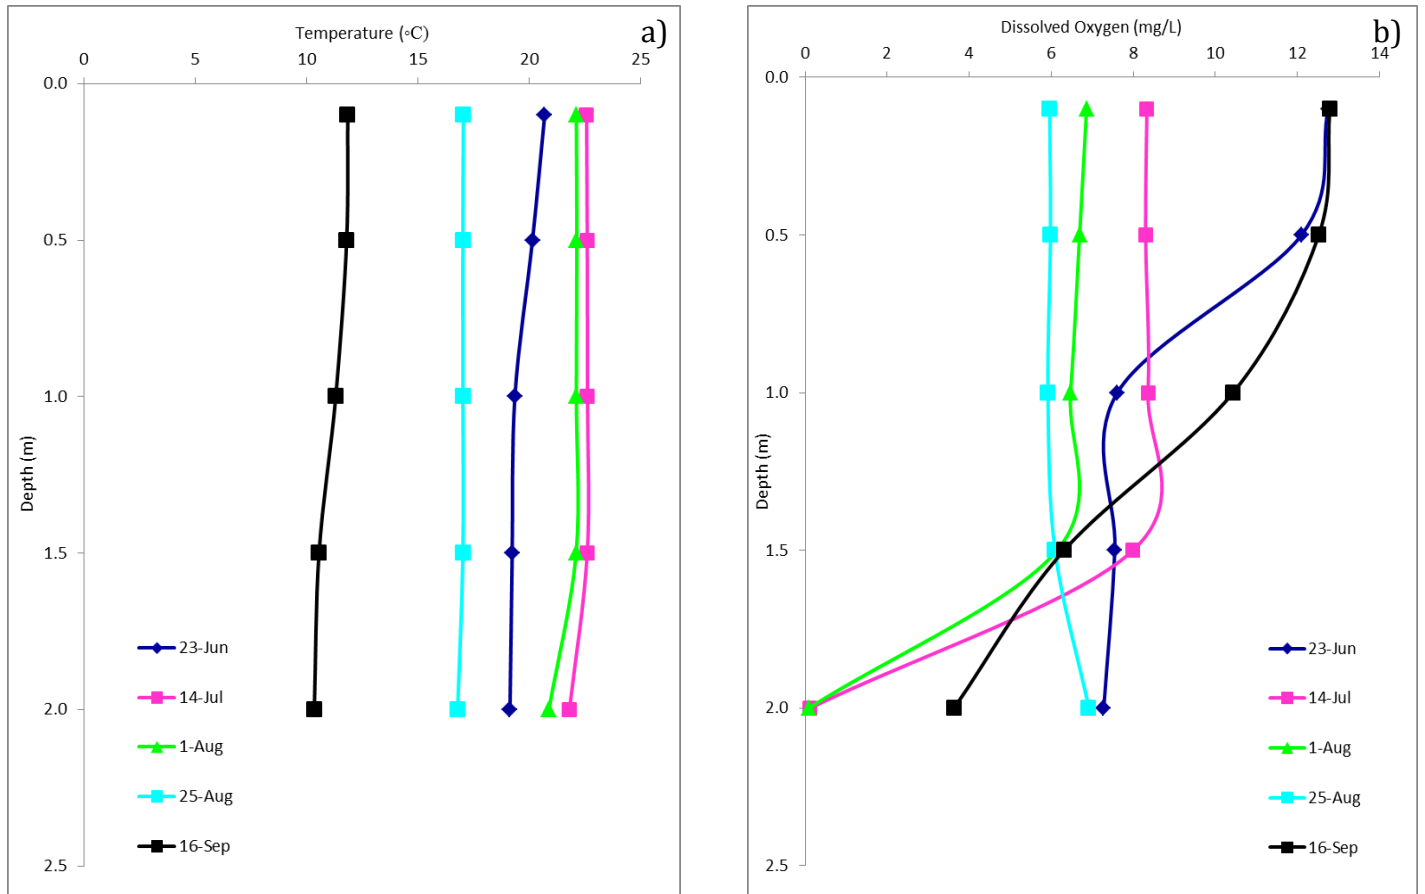 Temperature (◦C)
a)
0 5 10 15 20 25
0.0
0.5
1.0
1.5
2.0
2.5
Depth (m)
23-Jun
14-Jul
1-Aug
25-Aug
16-Sep
Dissolved Oxygen (mg/L)
b)
0 2 4 6 8 10 12 14
0.0
0.5
1.0
1.5
2.0
2.5
Depth (m)
23-Jun
14-Jul
1-Aug
25-Aug
16-Sep